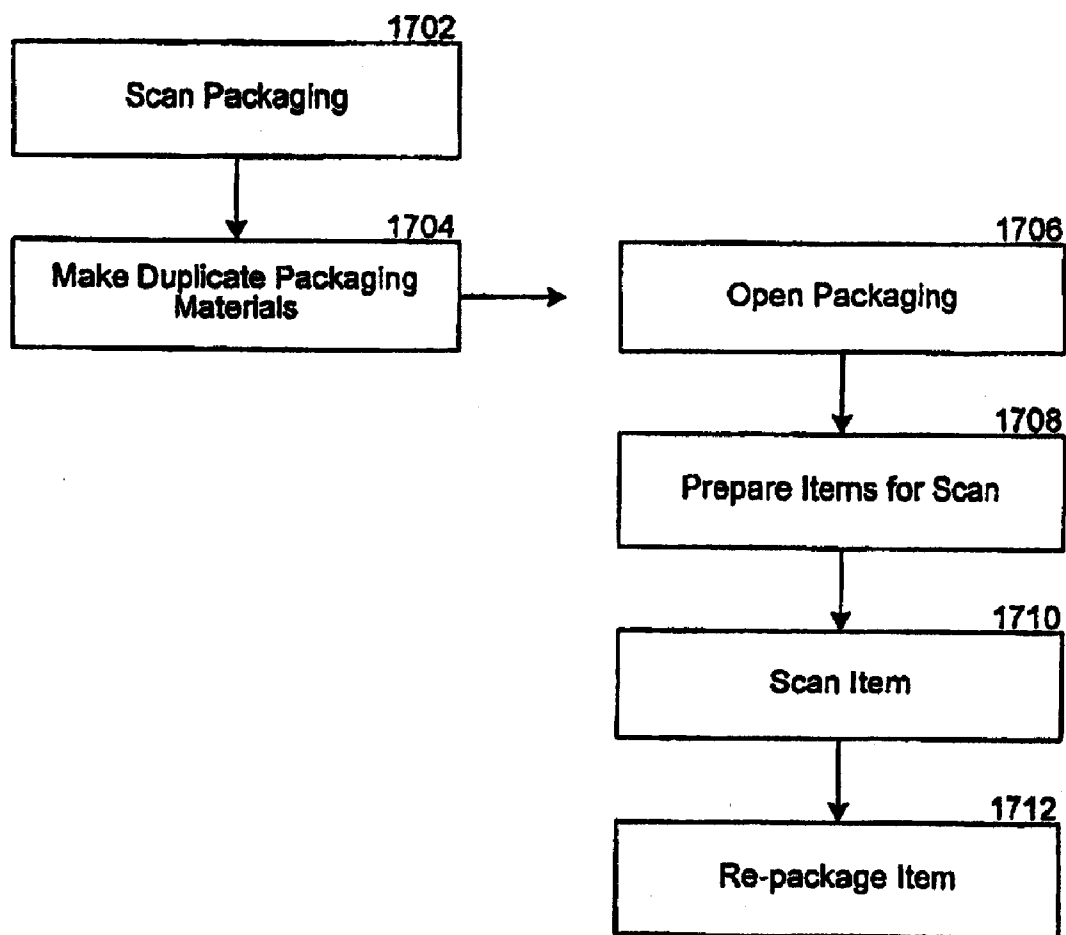 1702
Scan Packaging
1704
Make Duplicate Packaging
Materials
1706
Open Packaging
1708
Prepare Items for Scan
1710
Scan Item
1712
Re-package Item